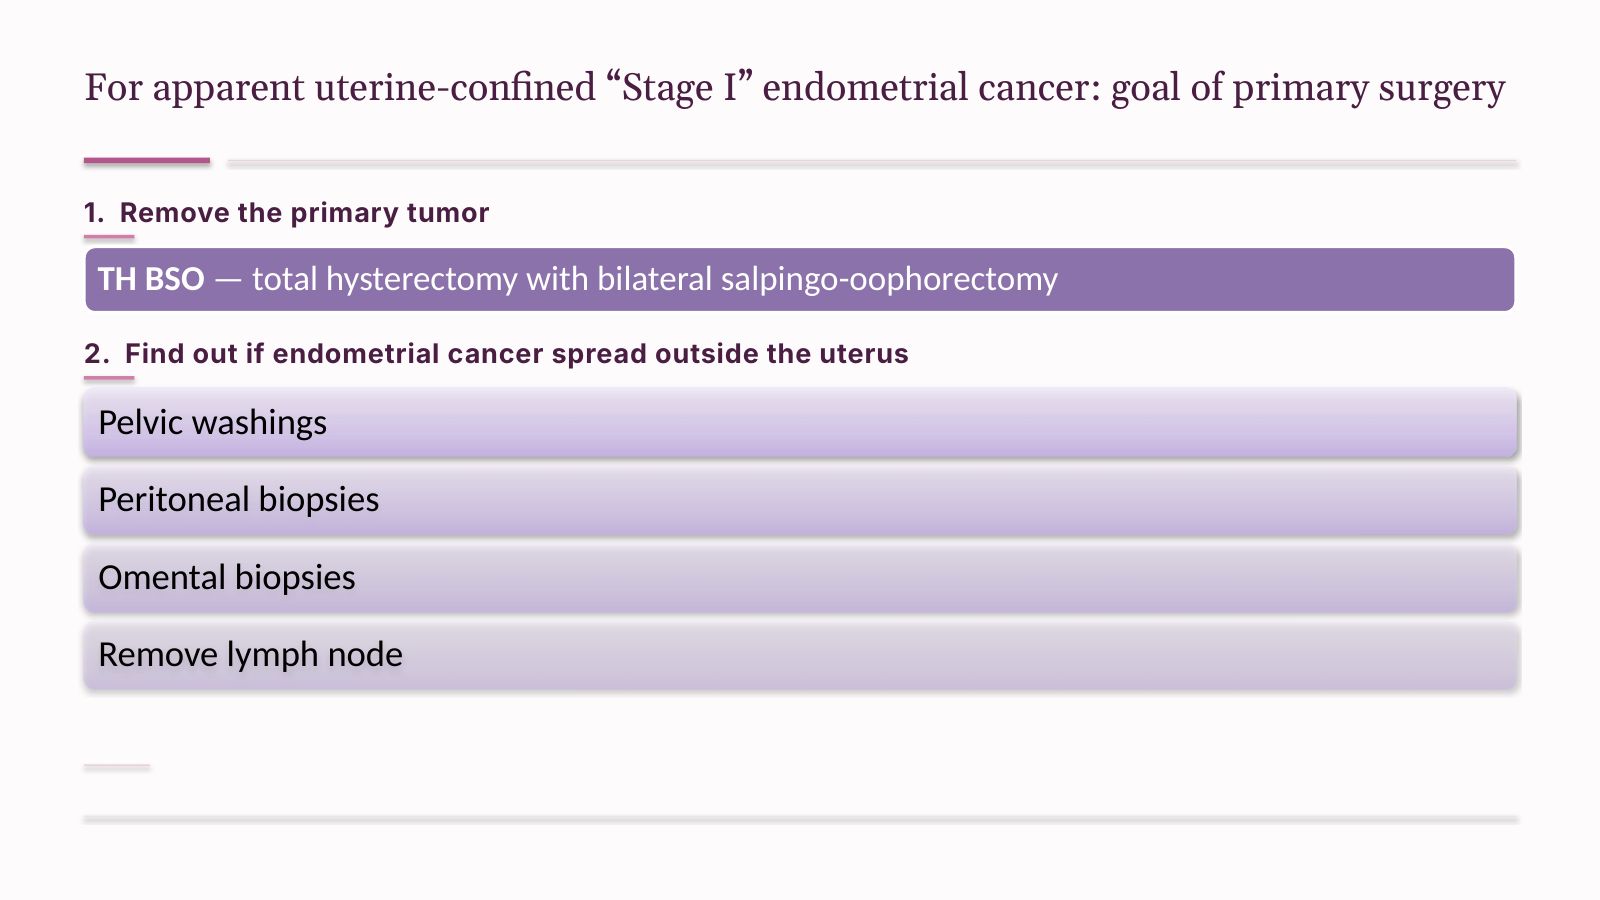 For apparent uterine-confined “Stage I” endometrial cancer: goal of primary surgery
1. Remove the primary tumor
TH BSO — total hysterectomy with bilateral salpingo-oophorectomy
2. Find out if endometrial cancer spread outside the uterus
Pelvic washings
Peritoneal biopsies
Omental biopsies
Remove lymph node